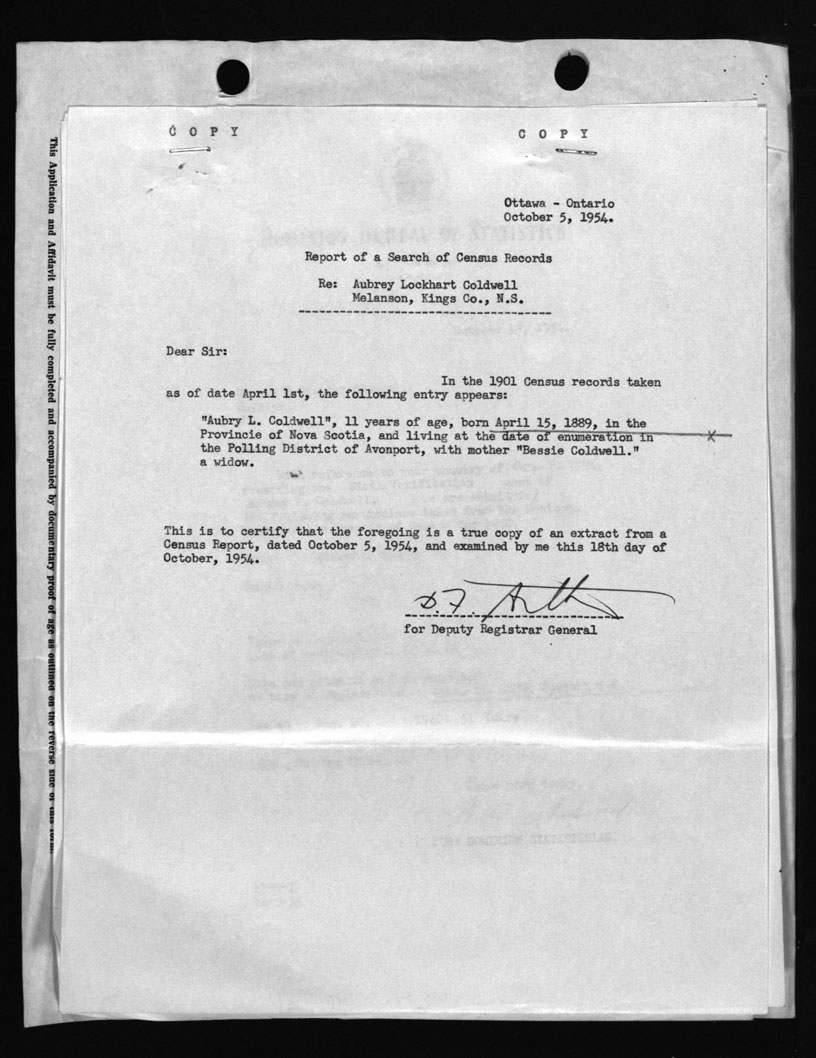 C O P Y
C O P Y
Ottawa - Ontario
October 5, 1954.
Report of a Search of Census Records
Re: Aubrey Lockhart Coldwell
Melanson, Kings Co., N.S.
Dear Sir:
In the 1901 Census records taken
as of date April 1st, the following entry appears:
"Aubry L. Coldwell", 11 years of age, born April 15, 1889, in the
Provincie of Nova Scotia, and living at the date of enumeration in
the Polling District of Avonport, with mother "Bessie Coldwell."
a widow.
This is to certify that the foregoing is a true copy of an extract from a
Census Report, dated October 5, 1954, and examined by me this 18th day of
October, 1954.
D.F.
for Deputy Registrar General
This Application and Affidavit must be fully completed and accompanied by documentary proof of age as outlined on the reverse side of this form.